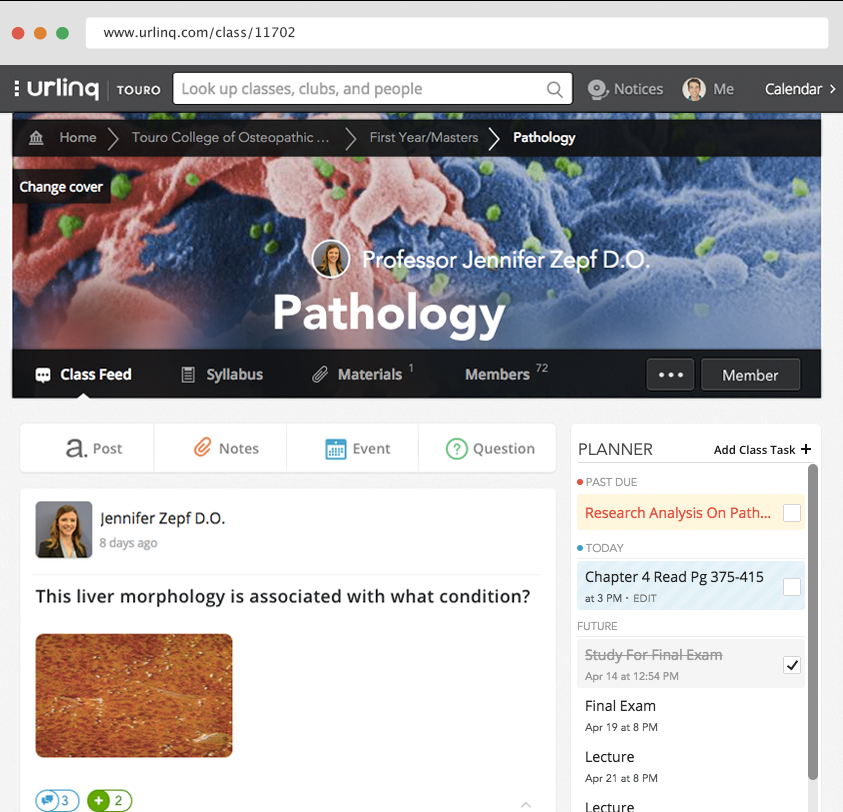 www.urlinq.com/class/11702
urlinq TOURO Look up classes, clubs, and people Notices Me Calendar
Home Touro College of Osteopathic ... First Year/Masters Pathology
Change cover
Professor Jennifer Zepf D.O.
Pathology
Class Feed Syllabus Materials 1 Members 72 ••• Member
a. Post Notes Event ? Question
Jennifer Zepf D.O.
8 days ago
This liver morphology is associated with what condition?
3 + 2
PLANNER Add Class Task +
PAST DUE
Research Analysis On Path...
TODAY
Chapter 4 Read Pg 375-415
at 3 PM · EDIT
FUTURE
Study For Final Exam
Apr 14 at 12:54 PM
Final Exam
Apr 19 at 8 PM
Lecture
Apr 21 at 8 PM
Lecture